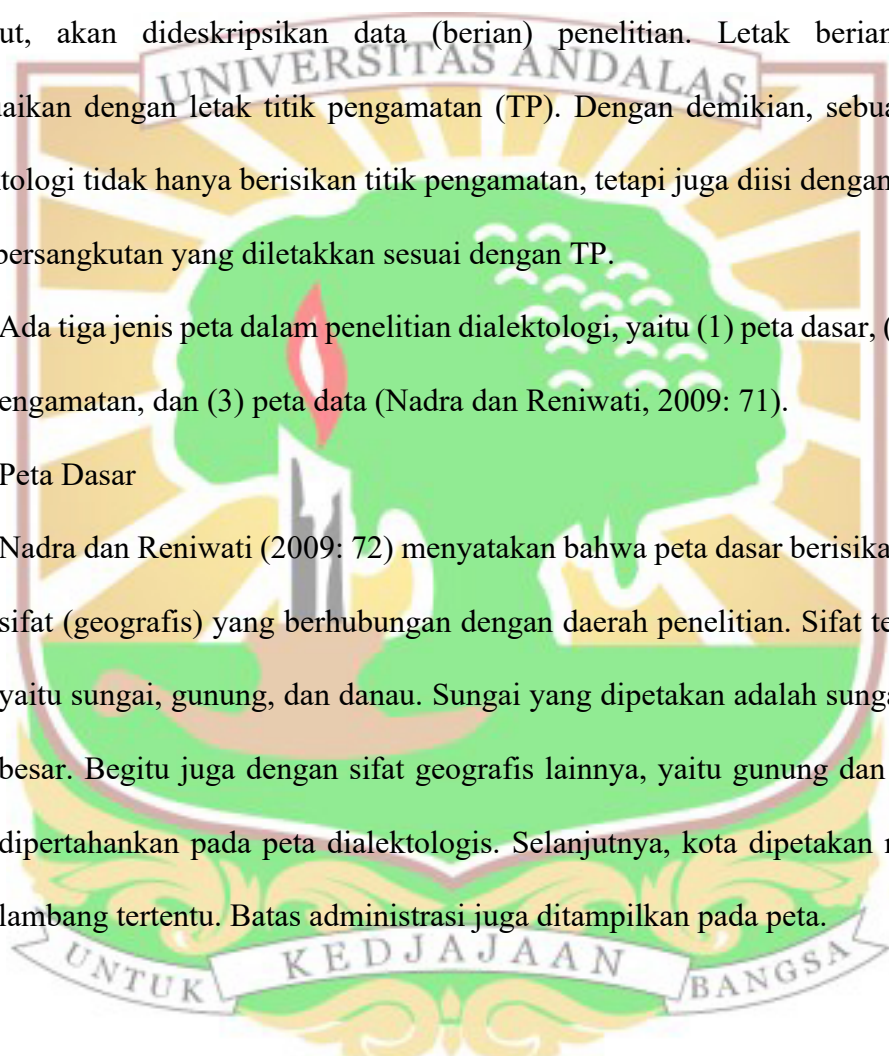 ut, akan dideskripsikan data (berian) penelitian. Letak berian
UNIVERSITAS ANDALAS
aikan dengan letak titik pengamatan (TP). Dengan demikian, sebua
tologi tidak hanya berisikan titik pengamatan, tetapi juga diisi dengan
bersangkutan yang diletakkan sesuai dengan TP.
Ada tiga jenis peta dalam penelitian dialektologi, yaitu (1) peta dasar, (
engamatan, dan (3) peta data (Nadra dan Reniwati, 2009: 71).
Peta Dasar
Nadra dan Reniwati (2009: 72) menyatakan bahwa peta dasar berisika
sifat (geografis) yang berhubungan dengan daerah penelitian. Sifat te
yaitu sungai, gunung, dan danau. Sungai yang dipetakan adalah sunga
besar. Begitu juga dengan sifat geografis lainnya, yaitu gunung dan
dipertahankan pada peta dialektologis. Selanjutnya, kota dipetakan
lambang tertentu. Batas administrasi juga ditampilkan pada peta.
UNTUK KEDJAJAAN BANGSA